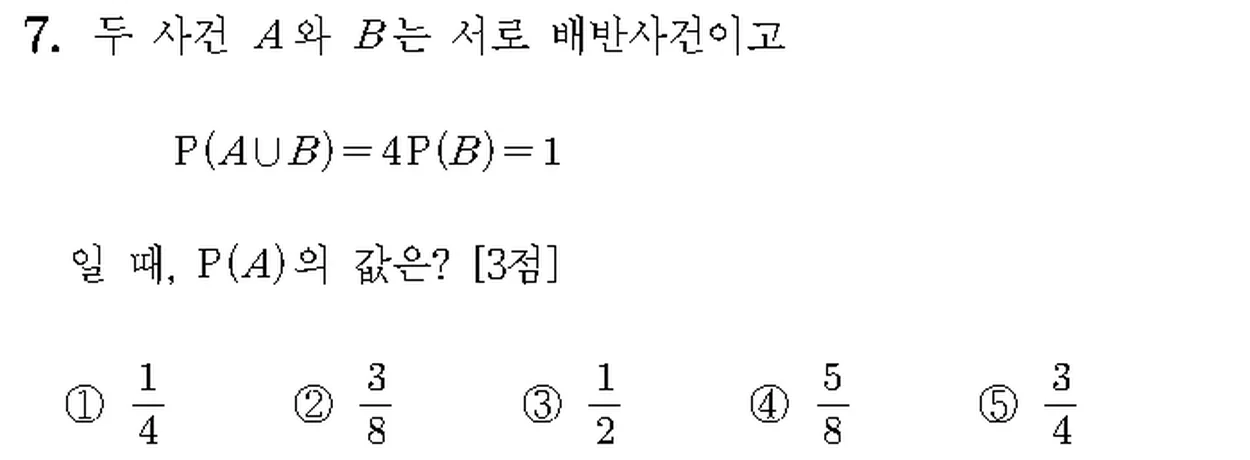 7. 두 사건 A와 B는 서로 배반사건이고
P(A∪B)=4P(B)=1
일 때, P(A)의 값은? [3점]
① 1/4 ② 3/8 ③ 1/2 ④ 5/8 ⑤ 3/4